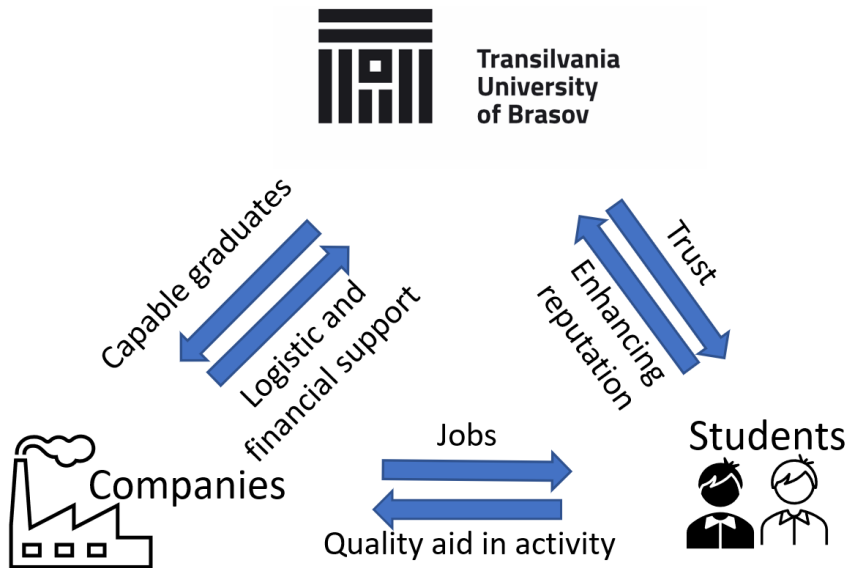 Transilvania
University
of Brasov
Capable graduates
Logistic and
financial support
Trust
Enhancing
reputation
Companies
Jobs
Quality aid in activity
Students